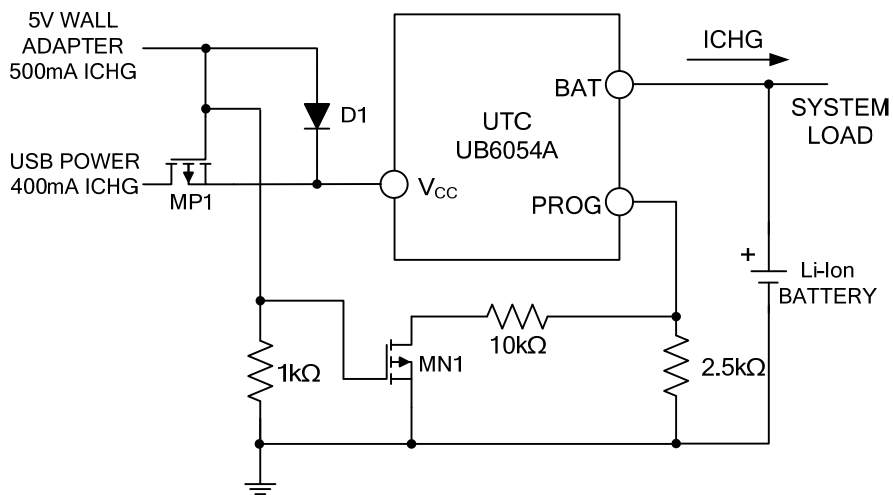 5V WALL
ADAPTER
500mA ICHG
USB POWER
400mA ICHG
MP1
D1
UTC
UB6054A
VCC
BAT
PROG
ICHG
SYSTEM
LOAD
+
Li-Ion
BATTERY
1kΩ
MN1
10kΩ
2.5kΩ